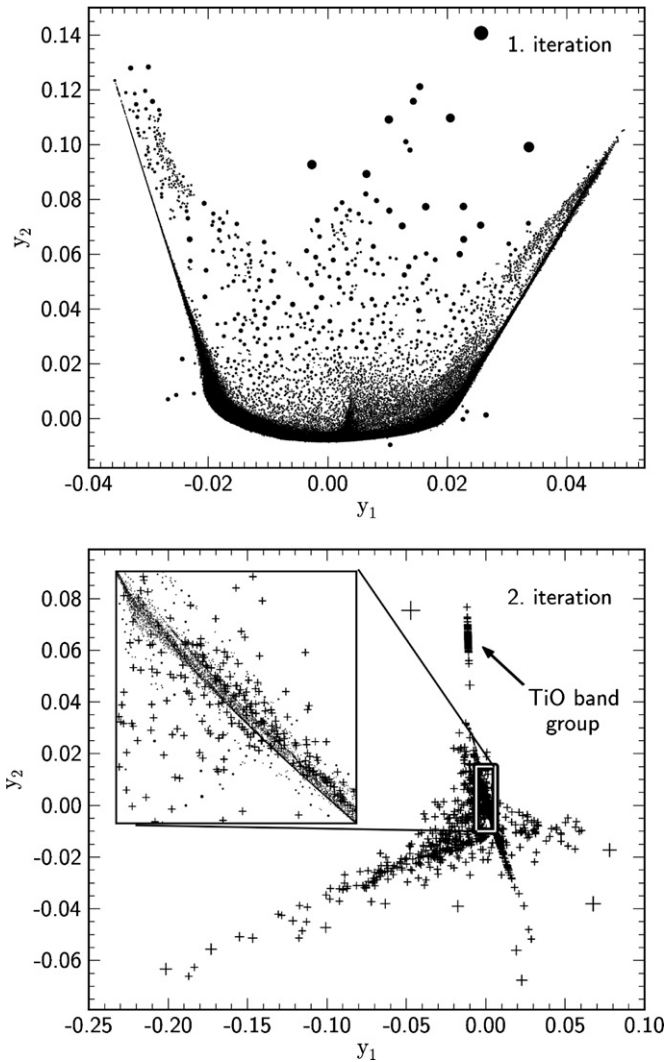 0.14
0.12
0.10
0.08
0.06
0.04
0.02
0.00
y₂
1. iteration
-0.04 -0.02 0.00 0.02 0.04
y₁
0.08
0.06
0.04
0.02
0.00
-0.02
-0.04
-0.06
y₂
2. iteration
TiO band
group
-0.25 -0.20 -0.15 -0.10 -0.05 0.00 0.05 0.10
y₁